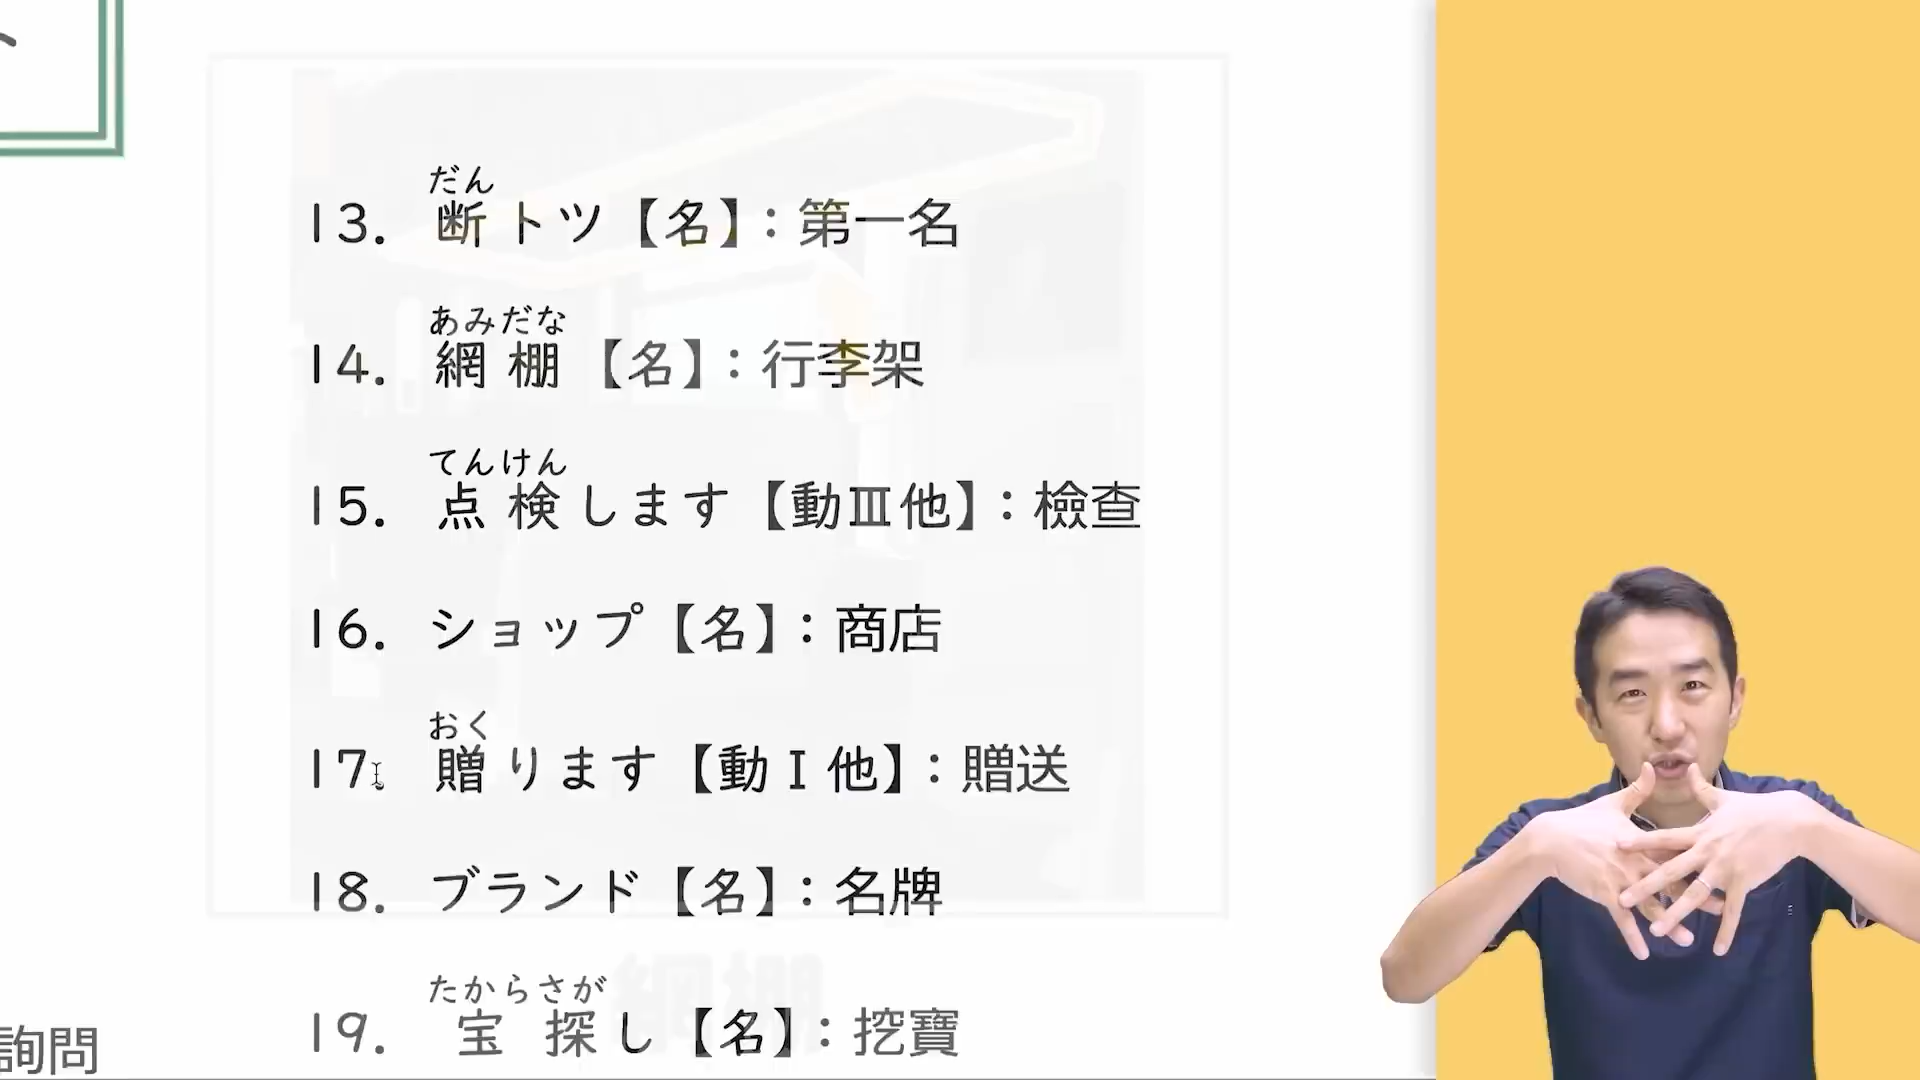 だん
13. 断トツ【名】：第一名
あみだな
14. 網棚【名】：行李架
てんけん
15. 点検します【動Ⅲ他】：檢查
16. ショップ【名】：商店
おく
17. 贈ります【動Ⅰ他】：贈送
18. ブランド【名】：名牌
たからさが
19. 宝探し【名】：挖寶
網棚
詢問